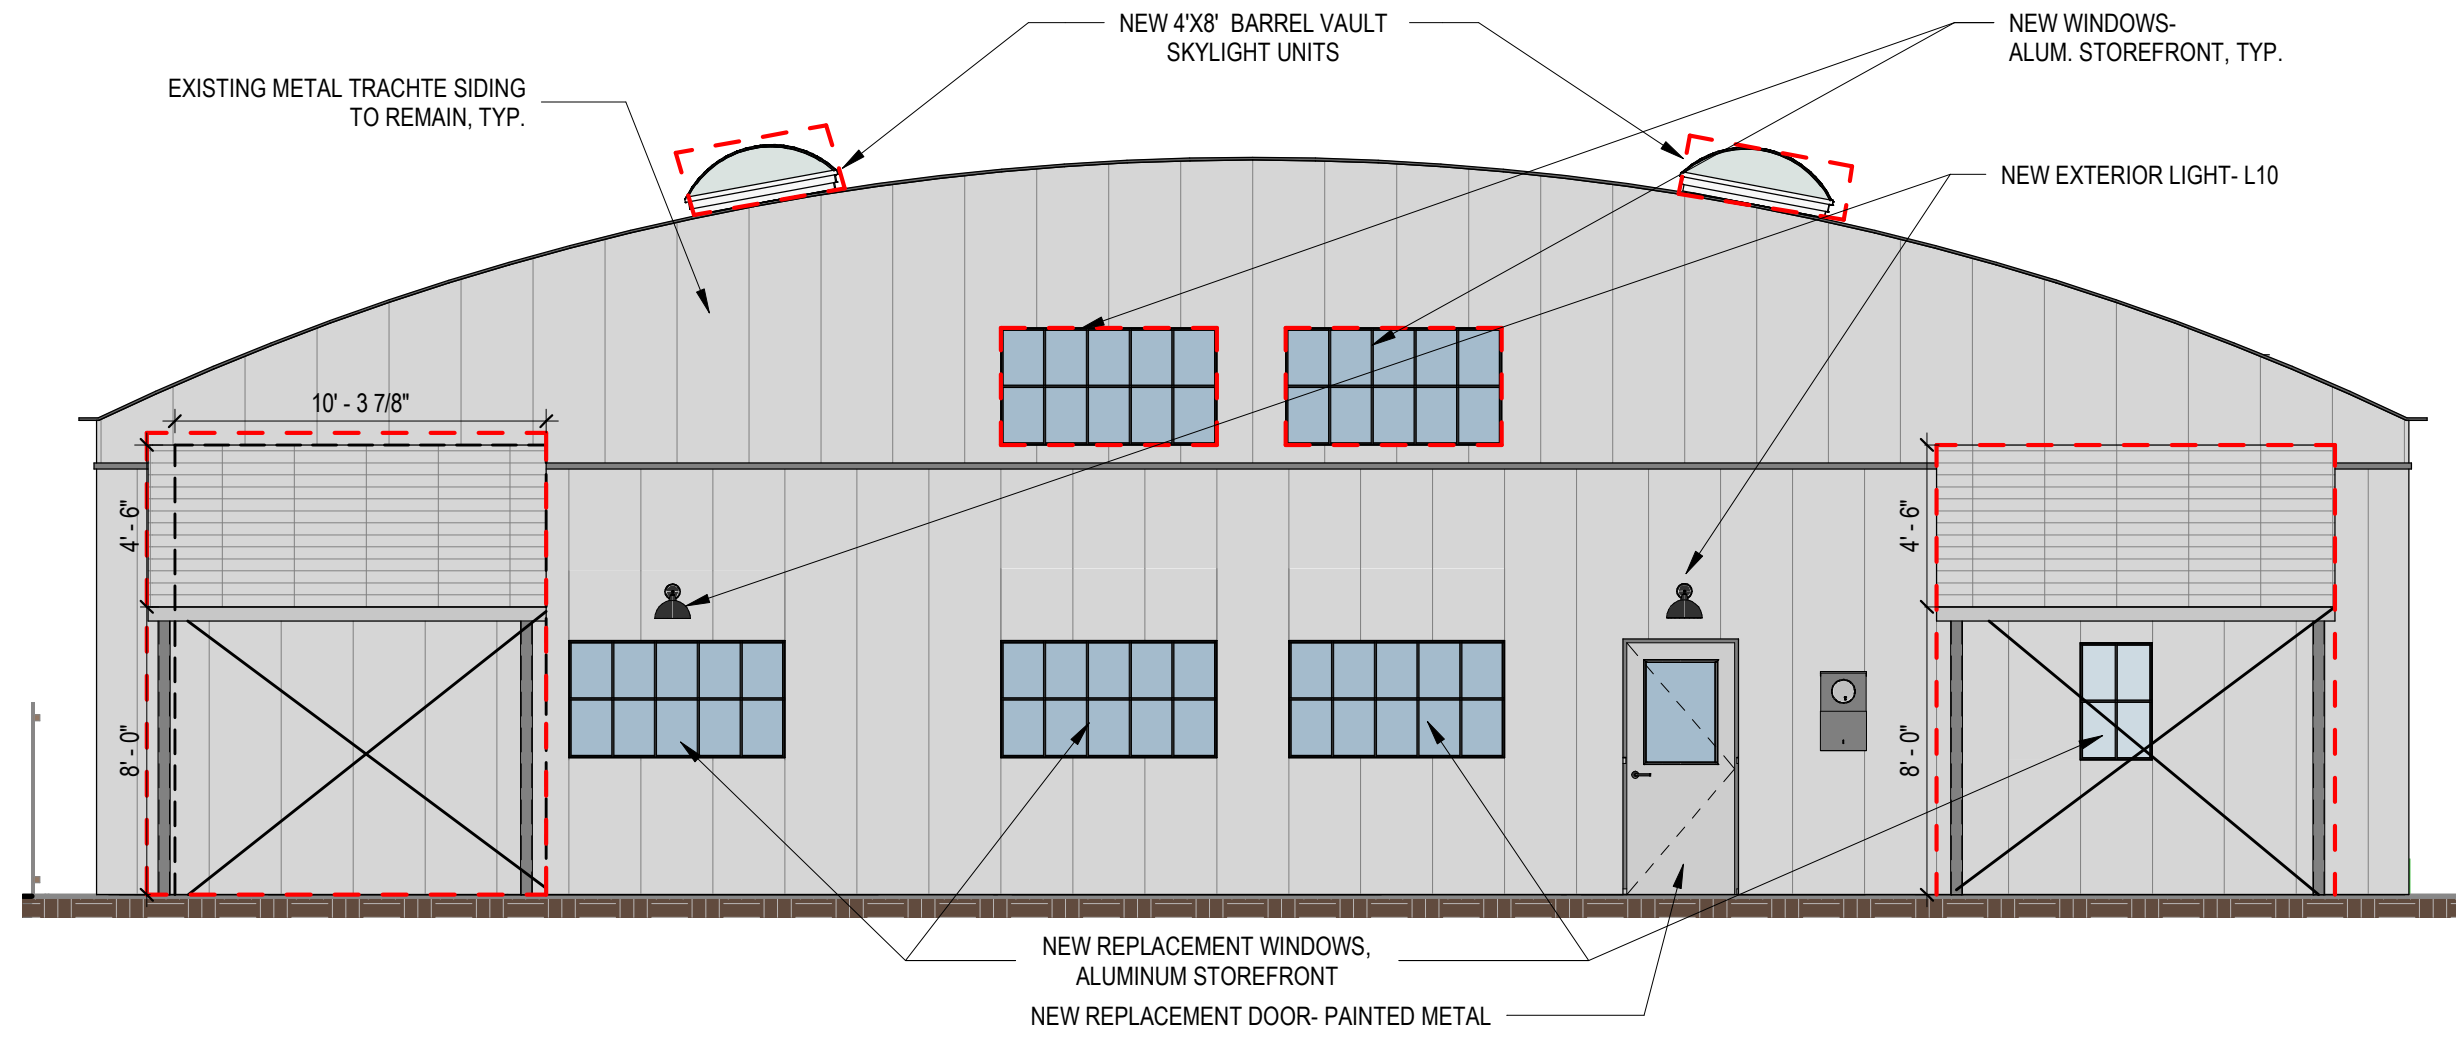 NEW 4'X8' BARREL VAULT
SKYLIGHT UNITS
NEW WINDOWS-
ALUM. STOREFRONT, TYP.
EXISTING METAL TRACHTE SIDING
TO REMAIN, TYP.
NEW EXTERIOR LIGHT- L10
10' - 3 7/8"
4' - 6"
4' - 6"
8' - 0"
8' - 0"
NEW REPLACEMENT WINDOWS,
ALUMINUM STOREFRONT
NEW REPLACEMENT DOOR- PAINTED METAL